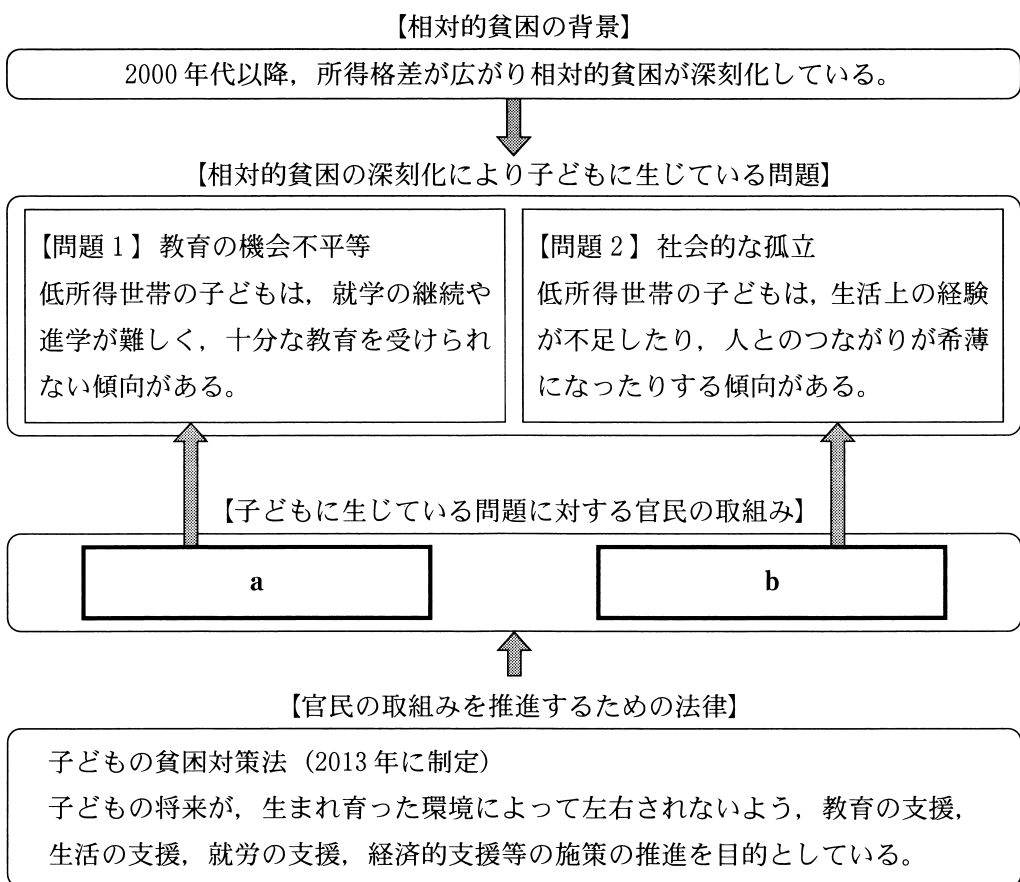 【相対的貧困の背景】
2000年代以降，所得格差が広がり相対的貧困が深刻化している。
【相対的貧困の深刻化により子どもに生じている問題】
【問題1】教育の機会不平等
低所得世帯の子どもは，就学の継続や
進学が難しく，十分な教育を受けられ
ない傾向がある。
【問題2】社会的な孤立
低所得世帯の子どもは，生活上の経験
が不足したり，人とのつながりが希薄
になったりする傾向がある。
【子どもに生じている問題に対する官民の取組み】
a
b
【官民の取組みを推進するための法律】
子どもの貧困対策法（2013年に制定）
子どもの将来が，生まれ育った環境によって左右されないよう，教育の支援，
生活の支援，就労の支援，経済的支援等の施策の推進を目的としている。